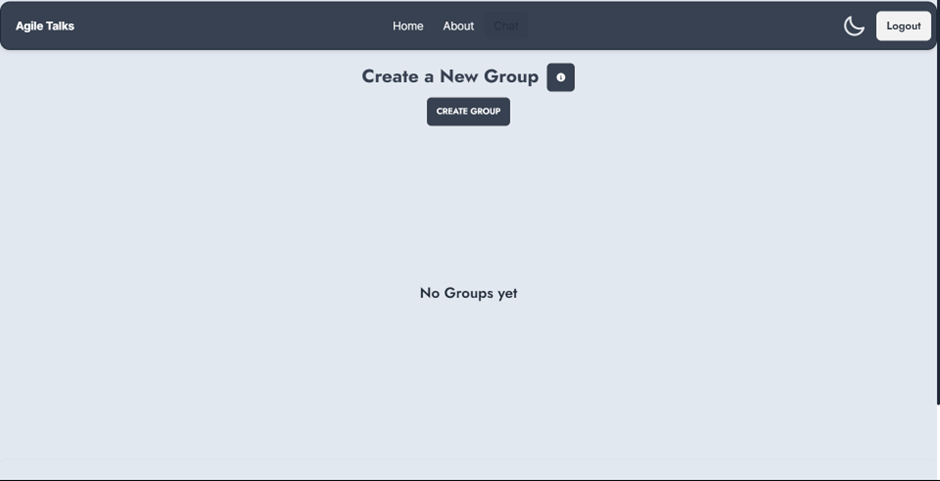 Agile Talks Home About Chat Logout
Create a New Group
CREATE GROUP
No Groups yet